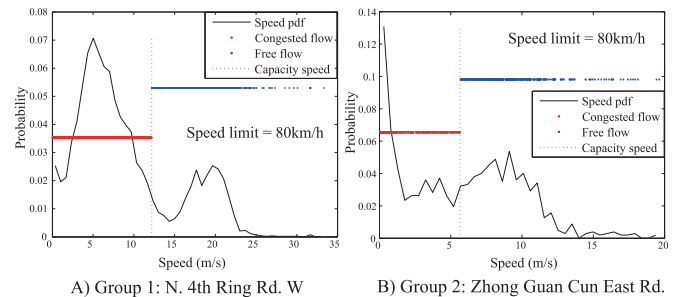 0.08
0.07
0.06
0.05
0.04
0.03
0.02
0.01
0
Probability
0
5
10
15
20
25
30
35
Speed (m/s)
Speed pdf
Congested flow
Free flow
Capacity speed
Speed limit = 80km/h
A) Group 1: N. 4th Ring Rd. W
0.14
0.12
0.1
0.08
0.06
0.04
0.02
0
Probability
0
5
10
15
20
Speed (m/s)
Speed limit = 80km/h
Speed pdf
Congested flow
Free flow
Capacity speed
B) Group 2: Zhong Guan Cun East Rd.